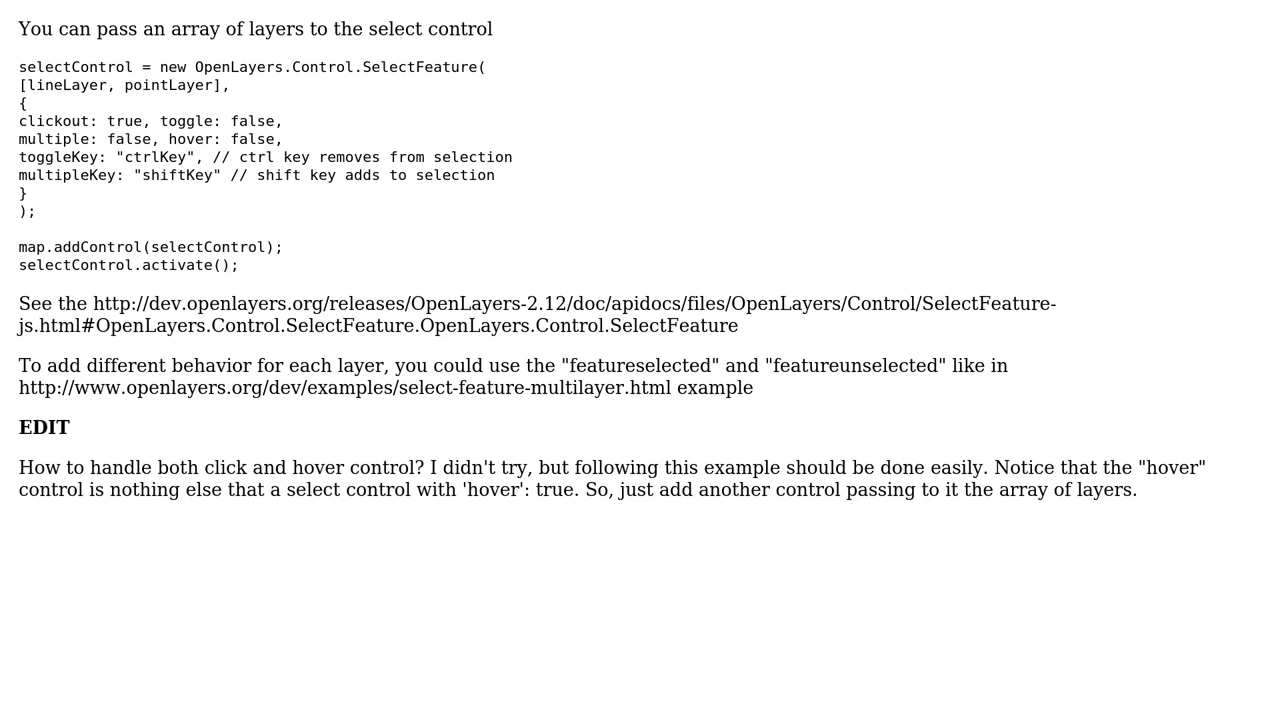 You can pass an array of layers to the select control
selectControl = new OpenLayers.Control.SelectFeature(
[lineLayer, pointLayer],
{
clickout: true, toggle: false,
multiple: false, hover: false,
toggleKey: "ctrlKey", // ctrl key removes from selection
multipleKey: "shiftKey" // shift key adds to selection
}
);
map.addControl(selectControl);
selectControl.activate();
See the http://dev.openlayers.org/releases/OpenLayers-2.12/doc/apidocs/files/OpenLayers/Control/SelectFeature-
js.html#OpenLayers.Control.SelectFeature.OpenLayers.Control.SelectFeature
To add different behavior for each layer, you could use the "featureselected" and "featureunselected" like in
http://www.openlayers.org/dev/examples/select-feature-multilayer.html example
EDIT
How to handle both click and hover control? I didn't try, but following this example should be done easily. Notice that the "hover"
control is nothing else that a select control with 'hover': true. So, just add another control passing to it the array of layers.